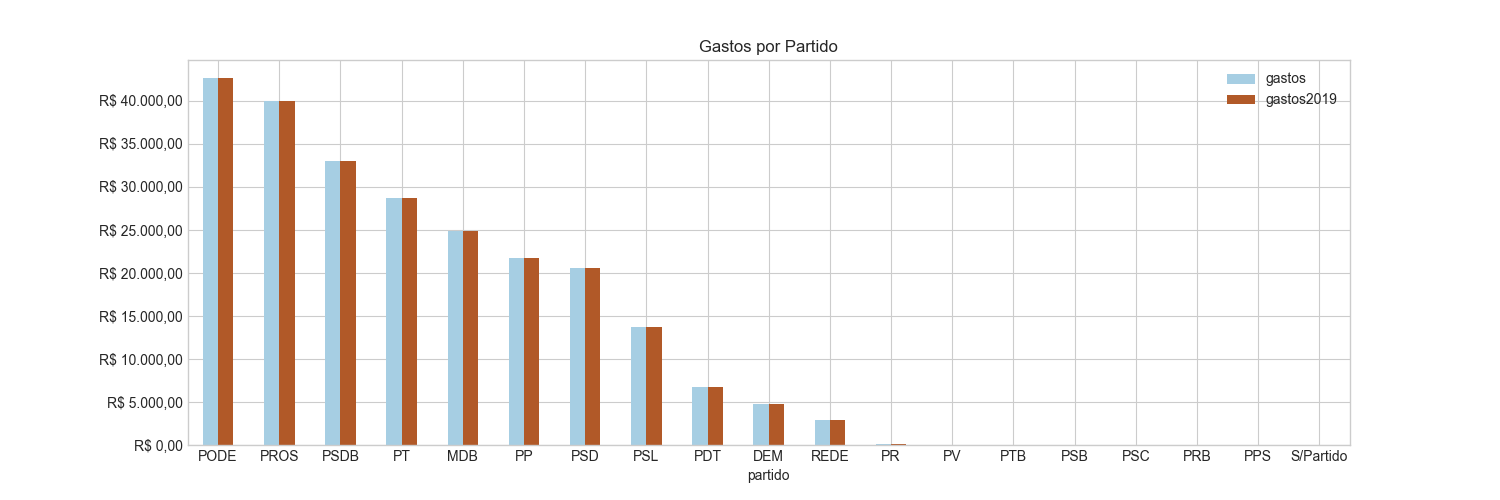 Gastos por Partido
gastos
gastos2019
R$ 40.000,00
R$ 35.000,00
R$ 30.000,00
R$ 25.000,00
R$ 20.000,00
R$ 15.000,00
R$ 10.000,00
R$ 5.000,00
R$ 0,00
PODE PROS PSDB PT MDB PP PSD PSL PDT DEM REDE PR PV PTB PSB PSC PRB PPS S/Partido
partido